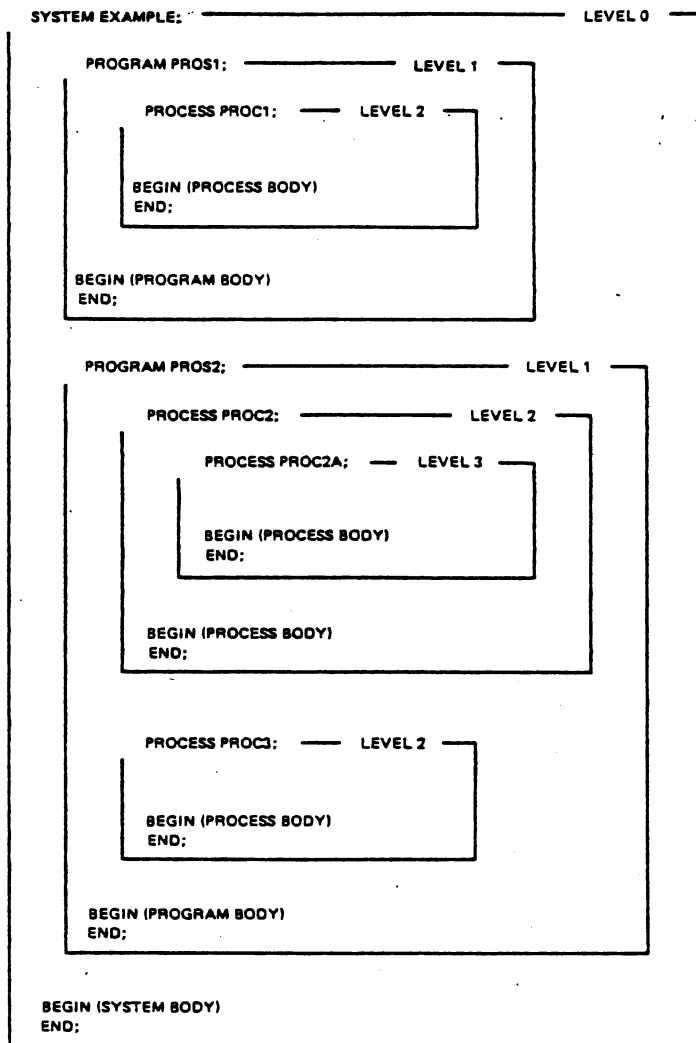 SYSTEM EXAMPLE; LEVEL 0
PROGRAM PROS1; LEVEL 1
PROCESS PROC1; LEVEL 2
BEGIN (PROCESS BODY)
END;
BEGIN (PROGRAM BODY)
END;
PROGRAM PROS2; LEVEL 1
PROCESS PROC2; LEVEL 2
PROCESS PROC2A; LEVEL 3
BEGIN (PROCESS BODY)
END;
BEGIN (PROCESS BODY)
END;
PROCESS PROC3; LEVEL 2
BEGIN (PROCESS BODY)
END;
BEGIN (PROGRAM BODY)
END;
BEGIN (SYSTEM BODY)
END;